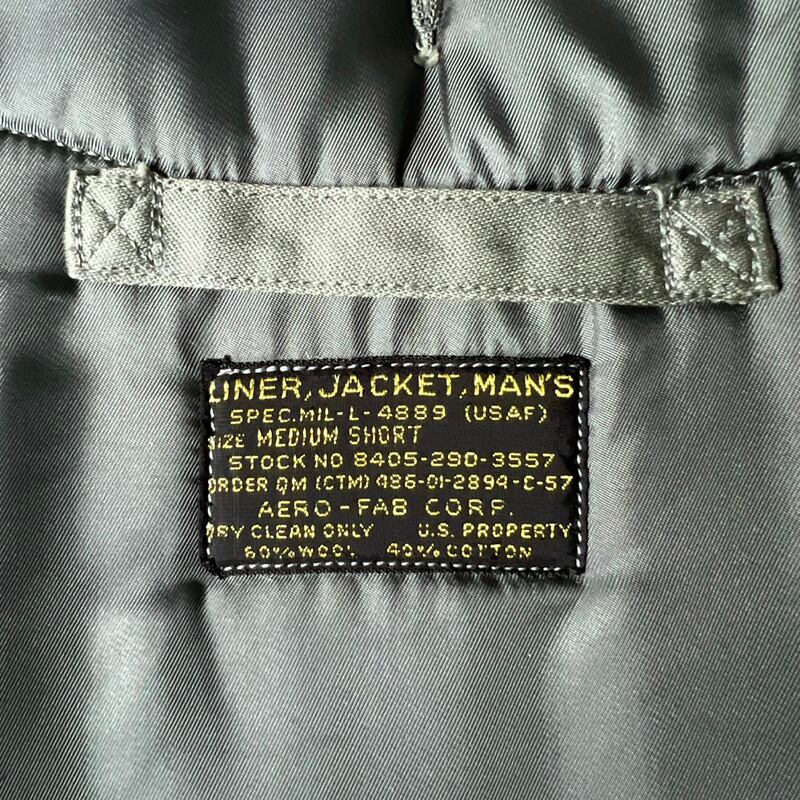 LINER, JACKET, MAN'S
SPEC. MIL-L-4889 (USAF)
SIZE MEDIUM SHORT
STOCK NO 8405-290-3557
ORDER QM (CTM) 486-01-2894-C-57
AERO-FAB CORP.
DRY CLEAN ONLY U.S. PROPERTY
60% WOOL 40% COTTON